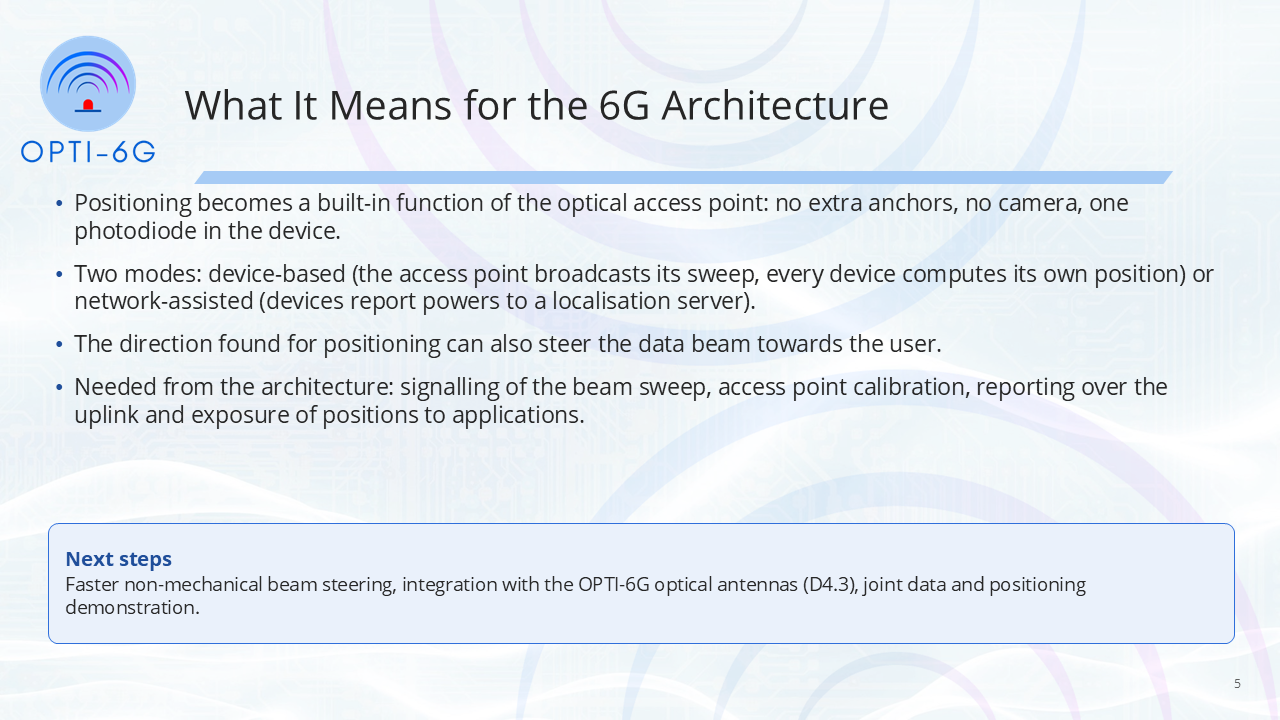 OPTI-6G
What It Means for the 6G Architecture
• Positioning becomes a built-in function of the optical access point: no extra anchors, no camera, one
photodiode in the device.
• Two modes: device-based (the access point broadcasts its sweep, every device computes its own position) or
network-assisted (devices report powers to a localisation server).
• The direction found for positioning can also steer the data beam towards the user.
• Needed from the architecture: signalling of the beam sweep, access point calibration, reporting over the
uplink and exposure of positions to applications.
Next steps
Faster non-mechanical beam steering, integration with the OPTI-6G optical antennas (D4.3), joint data and positioning
demonstration.
5